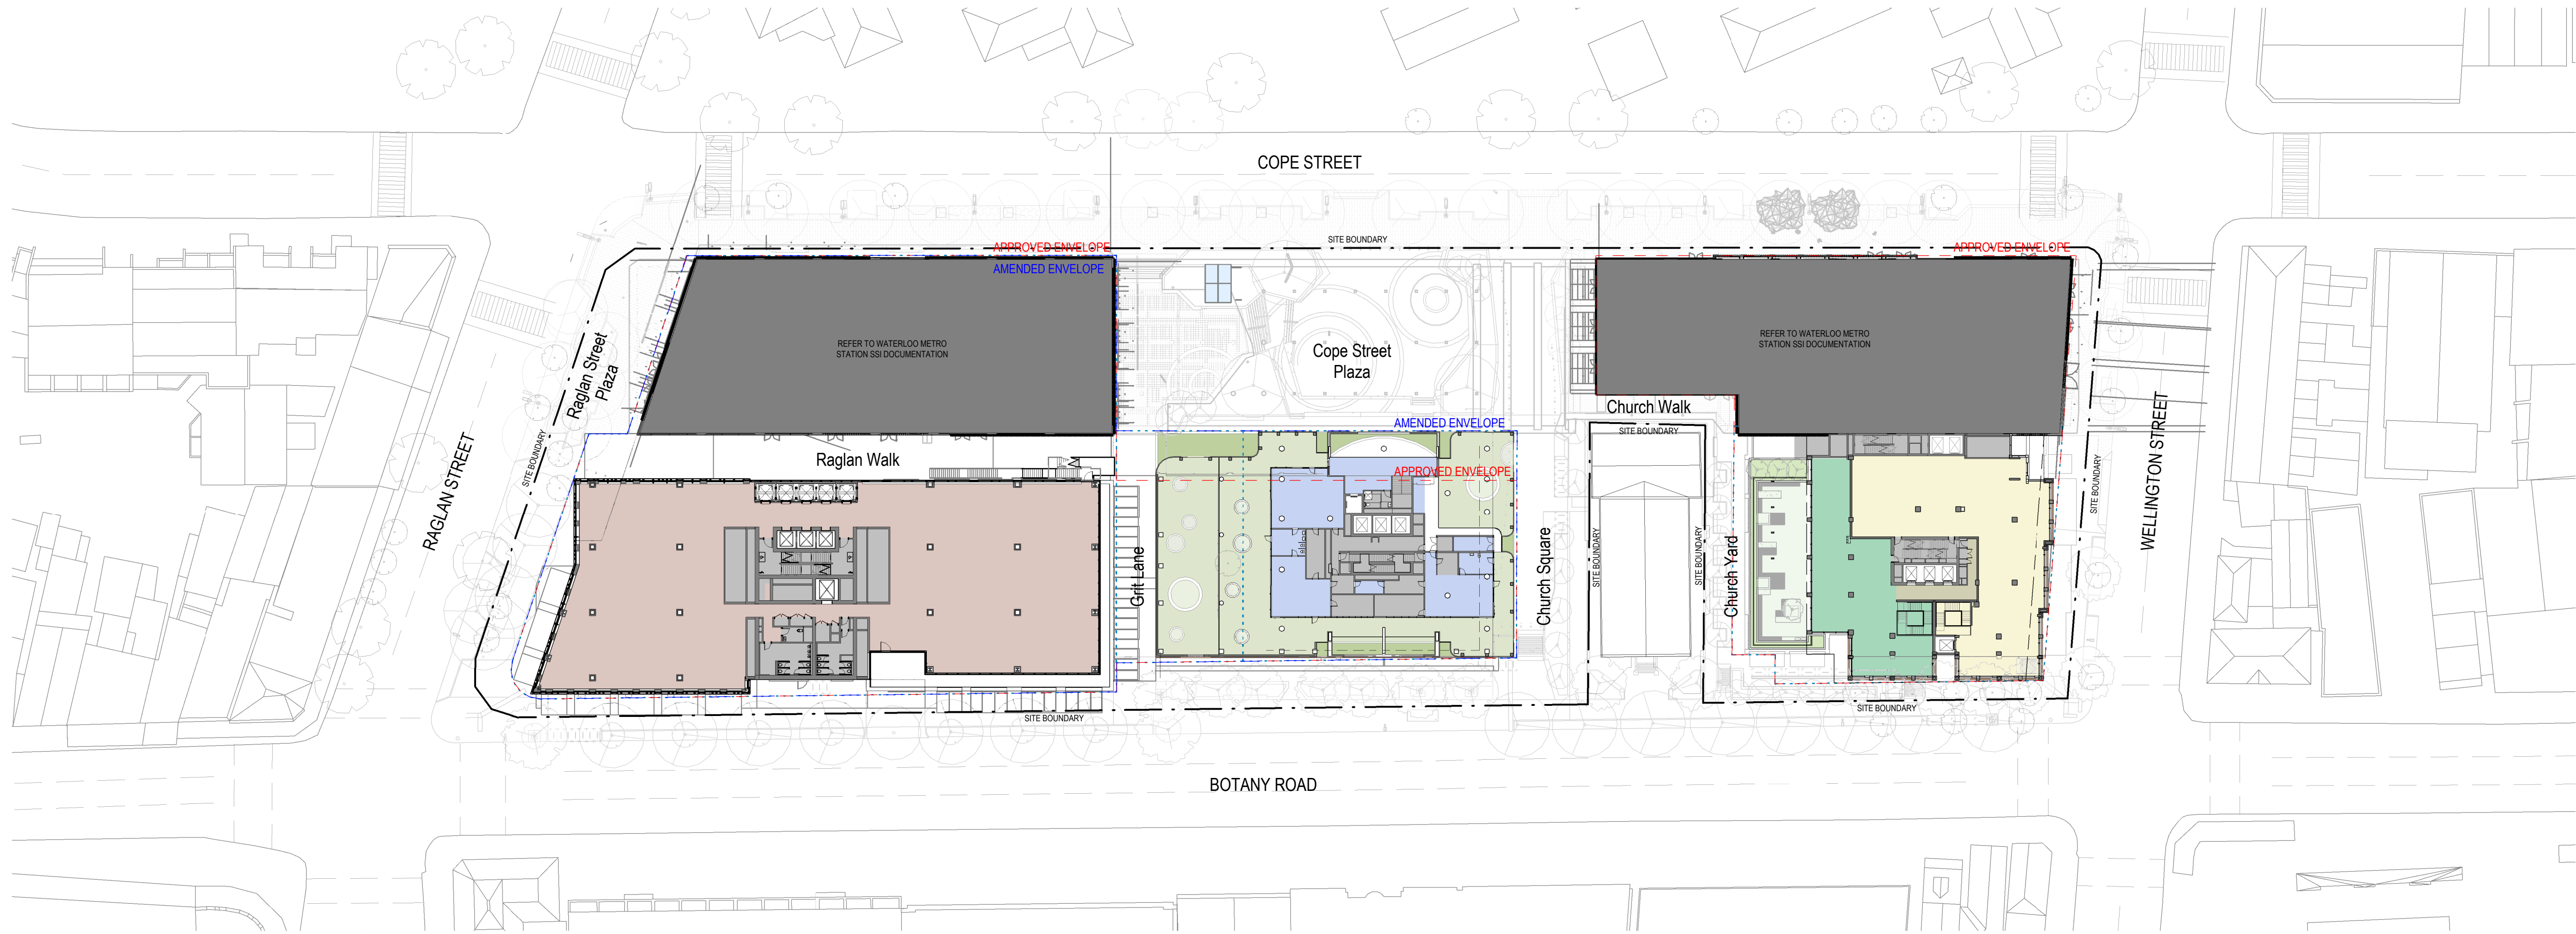 COPE STREET
SITE BOUNDARY
APPROVED ENVELOPE
APPROVED ENVELOPE
AMENDED ENVELOPE
REFER TO WATERLOO METRO
STATION SSI DOCUMENTATION
REFER TO WATERLOO METRO
STATION SSI DOCUMENTATION
Raglan Street
Plaza
Cope Street
Plaza
Church Walk
AMENDED ENVELOPE
SITE BOUNDARY
SITE BOUNDARY
Raglan Walk
APPROVED ENVELOPE
RAGLAN STREET
WELLINGTON STREET
SITE BOUNDARY
Grit Lane
Church Square
SITE BOUNDARY
SITE BOUNDARY
Church Yard
SITE BOUNDARY
SITE BOUNDARY
BOTANY ROAD